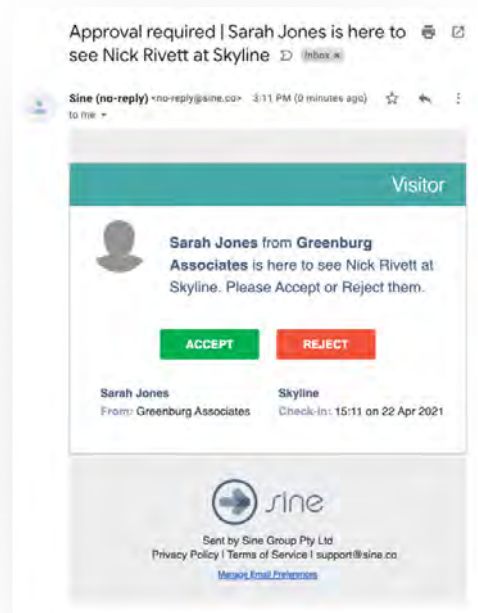 Approval required | Sarah Jones is here to
see Nick Rivett at Skyline Inbox ×
Sine (no-reply) <no-reply@sine.co> 3:11 PM (0 minutes ago)
to me
Visitor
Sarah Jones from Greenburg
Associates is here to see Nick Rivett at
Skyline. Please Accept or Reject them.
ACCEPT REJECT
Sarah Jones Skyline
From: Greenburg Associates Check-in: 15:11 on 22 Apr 2021
sine
Sent by Sine Group Pty Ltd
Privacy Policy | Terms of Service | support@sine.co
Manage Email Preferences